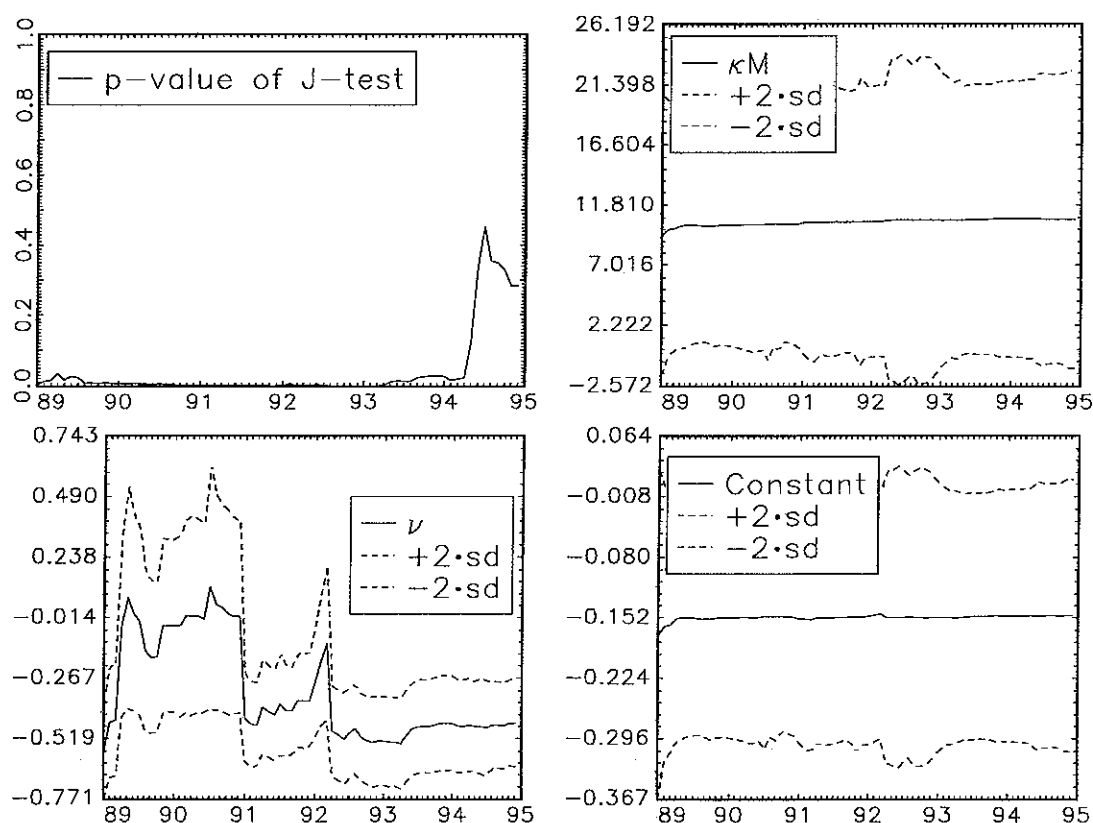 1.0
0.8
0.6
0.4
0.2
0.0
— p-value of J-test
89 90 91 92 93 94 95
26.192
21.398
16.604
11.810
7.016
2.222
-2.572
— κM
--- +2·sd
--- -2·sd
89 90 91 92 93 94 95
0.743
0.490
0.238
-0.014
-0.267
-0.519
-0.771
— ν
--- +2·sd
--- -2·sd
89 90 91 92 93 94 95
0.064
-0.008
-0.080
-0.152
-0.224
-0.296
-0.367
— Constant
--- +2·sd
--- -2·sd
89 90 91 92 93 94 95